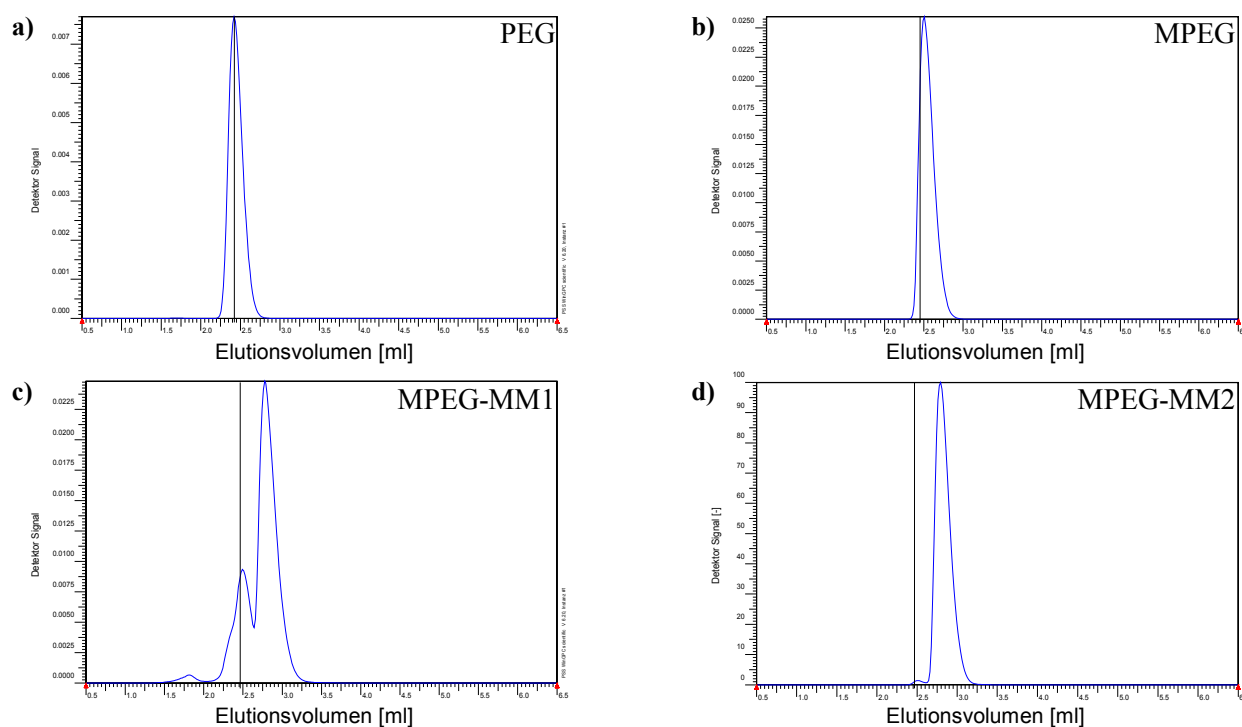 a)
PEG
Detektor Signal
0.007
0.006
0.005
0.004
0.003
0.002
0.001
0.000
0.5 1.0 1.5 2.0 2.5 3.0 3.5 4.0 4.5 5.0 5.5 6.0 6.5
Elutionsvolumen [ml]
b)
MPEG
Detektor Signal
0.0250
0.0225
0.0200
0.0175
0.0150
0.0125
0.0100
0.0075
0.0050
0.0025
0.0000
0.5 1.0 1.5 2.0 2.5 3.0 3.5 4.0 4.5 5.0 5.5 6.0 6.
Elutionsvolumen [ml]
c)
MPEG-MM1
Detektor Signal
0.0225
0.0200
0.0175
0.0150
0.0125
0.0100
0.0075
0.0050
0.0025
0.0000
0.5 1.0 1.5 2.0 2.5 3.0 3.5 4.0 4.5 5.0 5.5 6.0 6.5
Elutionsvolumen [ml]
d)
MPEG-MM2
Detektor Signal [-]
100
90
80
70
60
50
40
30
20
10
0
0.5 1.0 1.5 2.0 2.5 3.0 3.5 4.0 4.5 5.0 5.5 6.0 6.
Elutionsvolumen [ml]